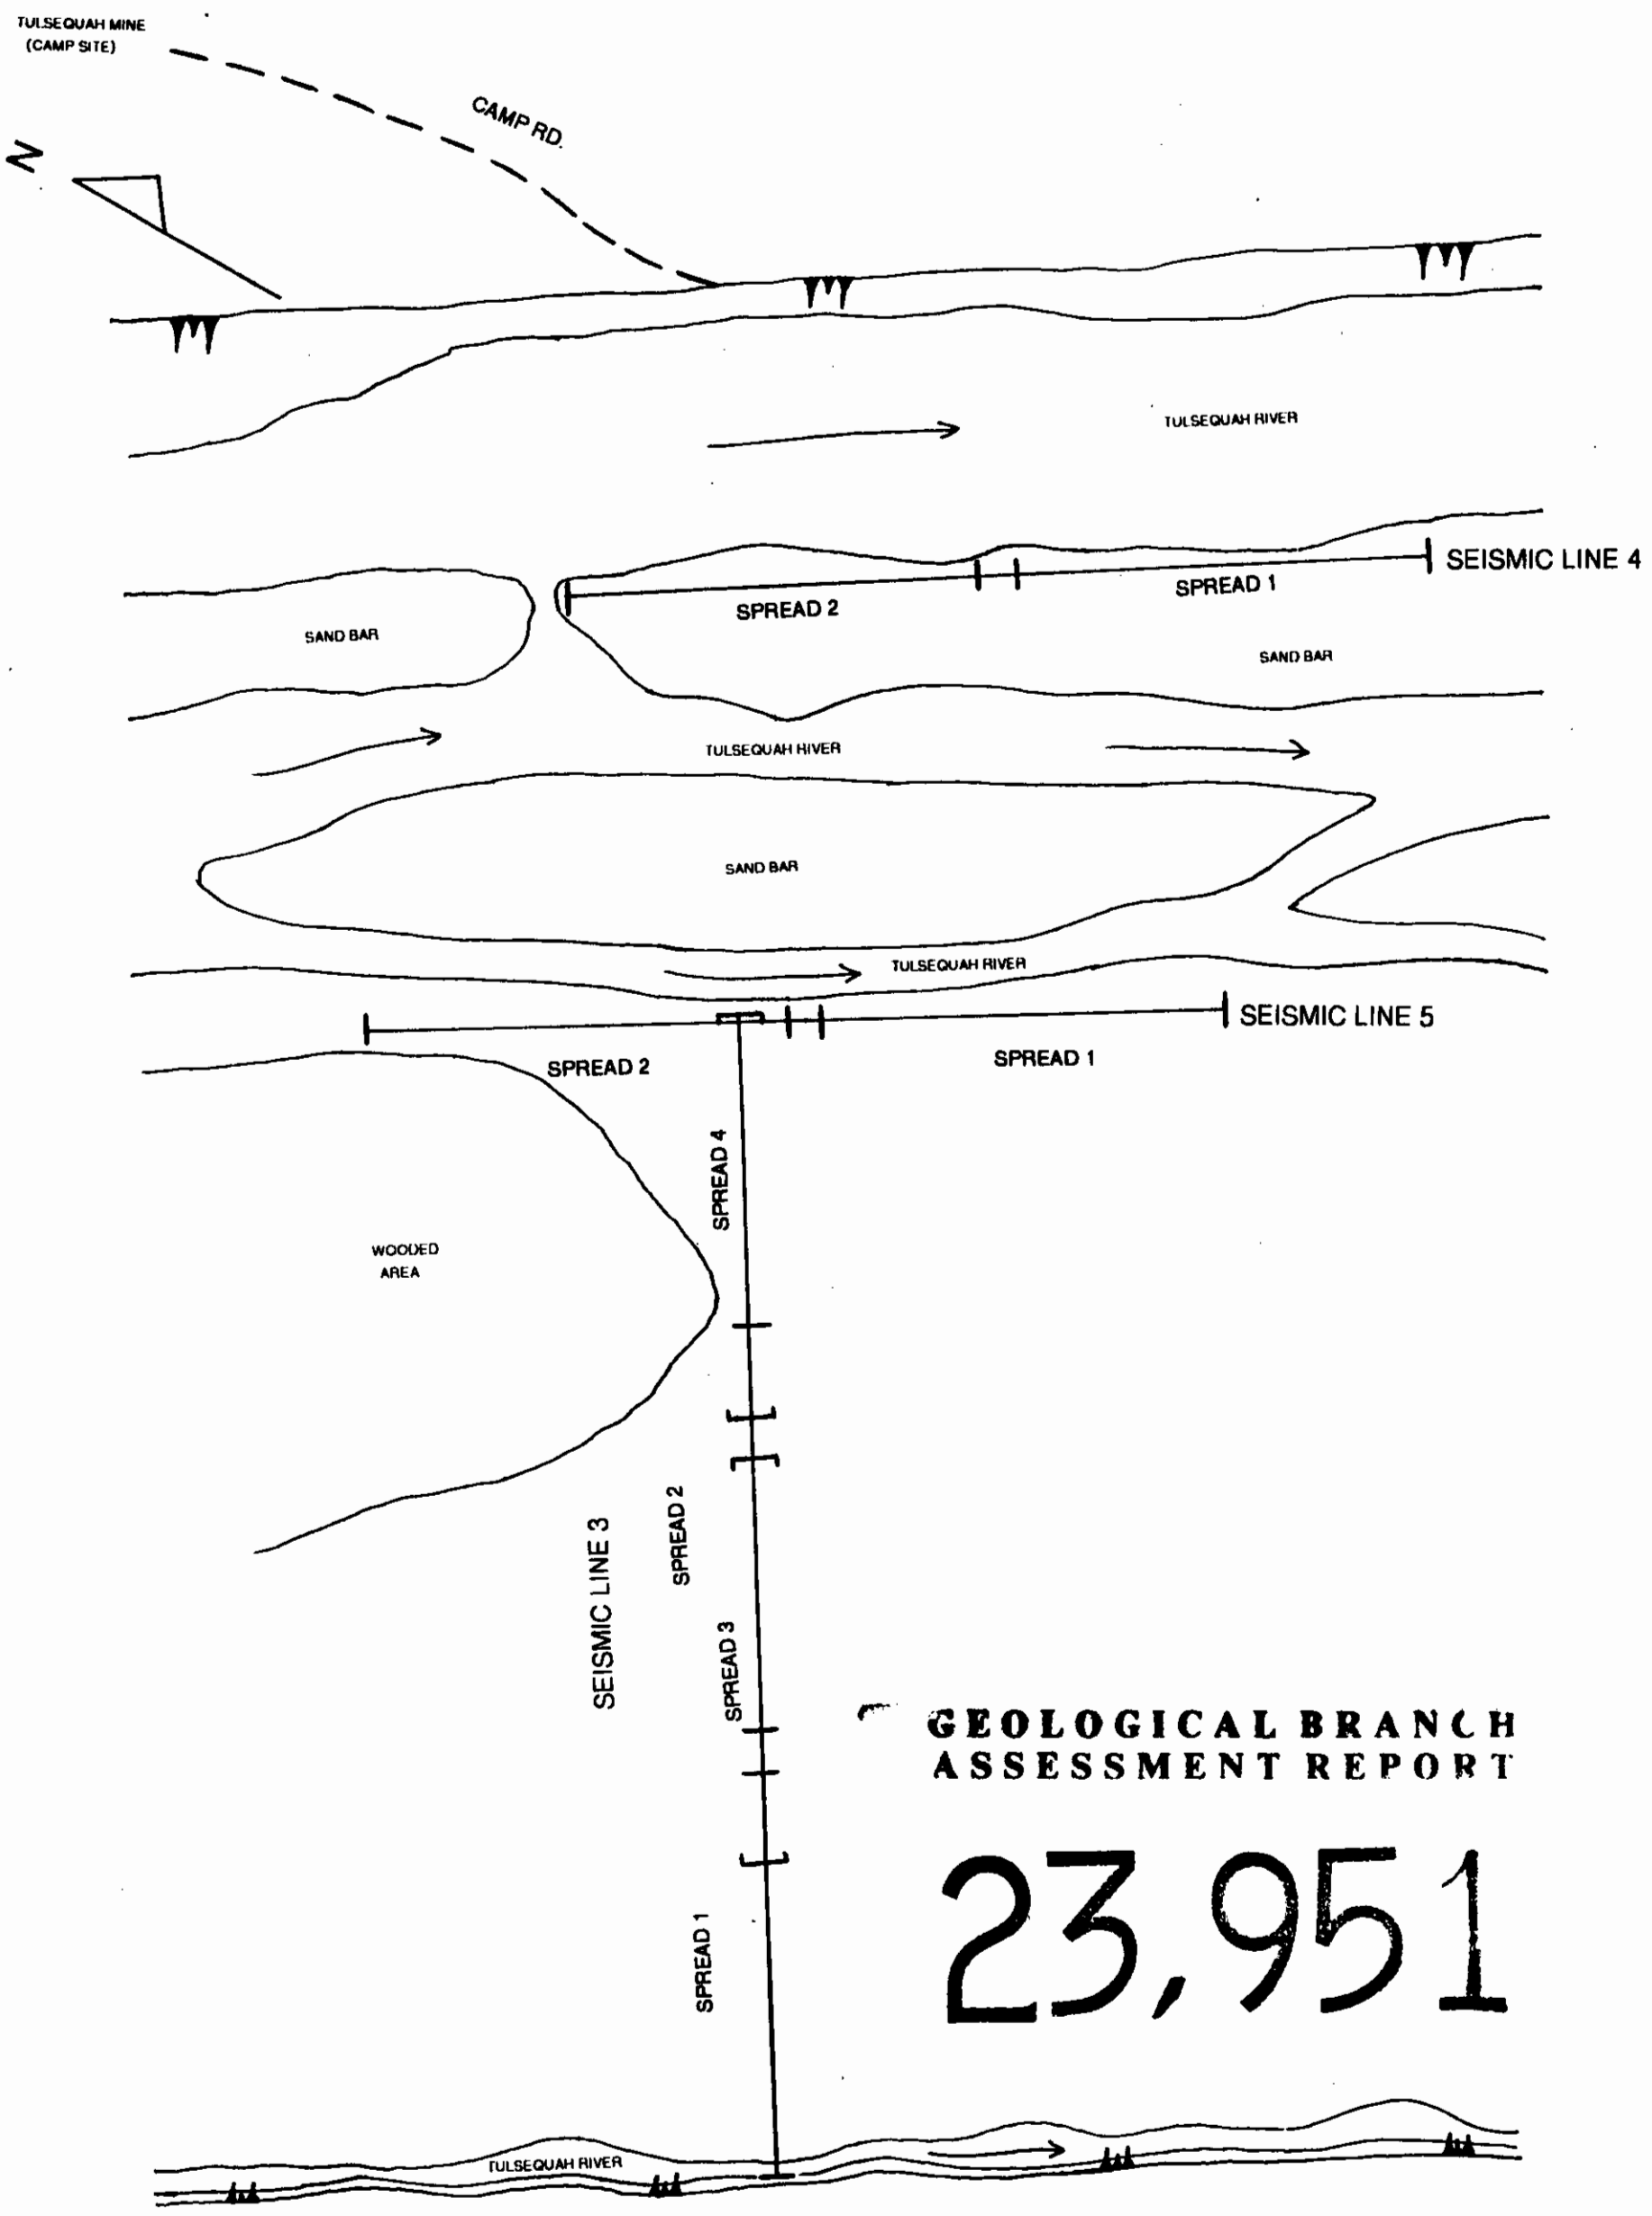 TULSEQUAH MINE
(CAMP SITE)
CAMP RD.
N
TULSEQUAH RIVER
SEISMIC LINE 4
SPREAD 2
SPREAD 1
SAND BAR
SAND BAR
TULSEQUAH RIVER
SAND BAR
TULSEQUAH RIVER
SEISMIC LINE 5
SPREAD 2
SPREAD 1
SPREAD 4
WOODED
AREA
SPREAD 2
SEISMIC LINE 3
SPREAD 3
GEOLOGICAL BRANCH
ASSESSMENT REPORT
23,951
SPREAD 1
TULSEQUAH RIVER